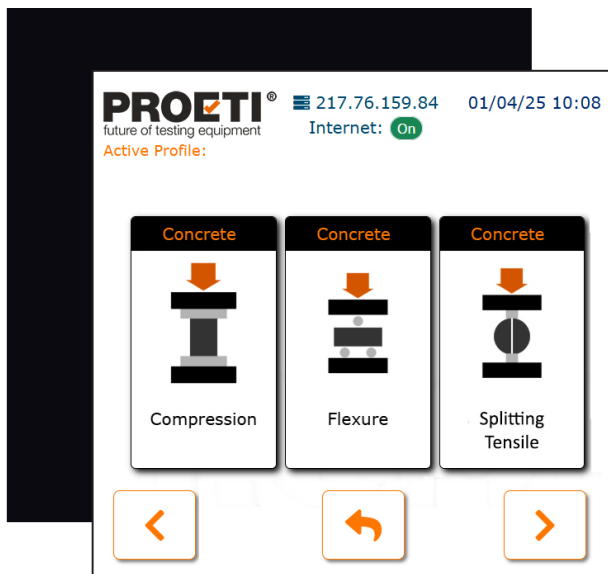 PROETI®
future of testing equipment
Active Profile:
217.76.159.84
Internet: On
01/04/25 10:08
Concrete
Compression
Concrete
Flexure
Concrete
Splitting
Tensile